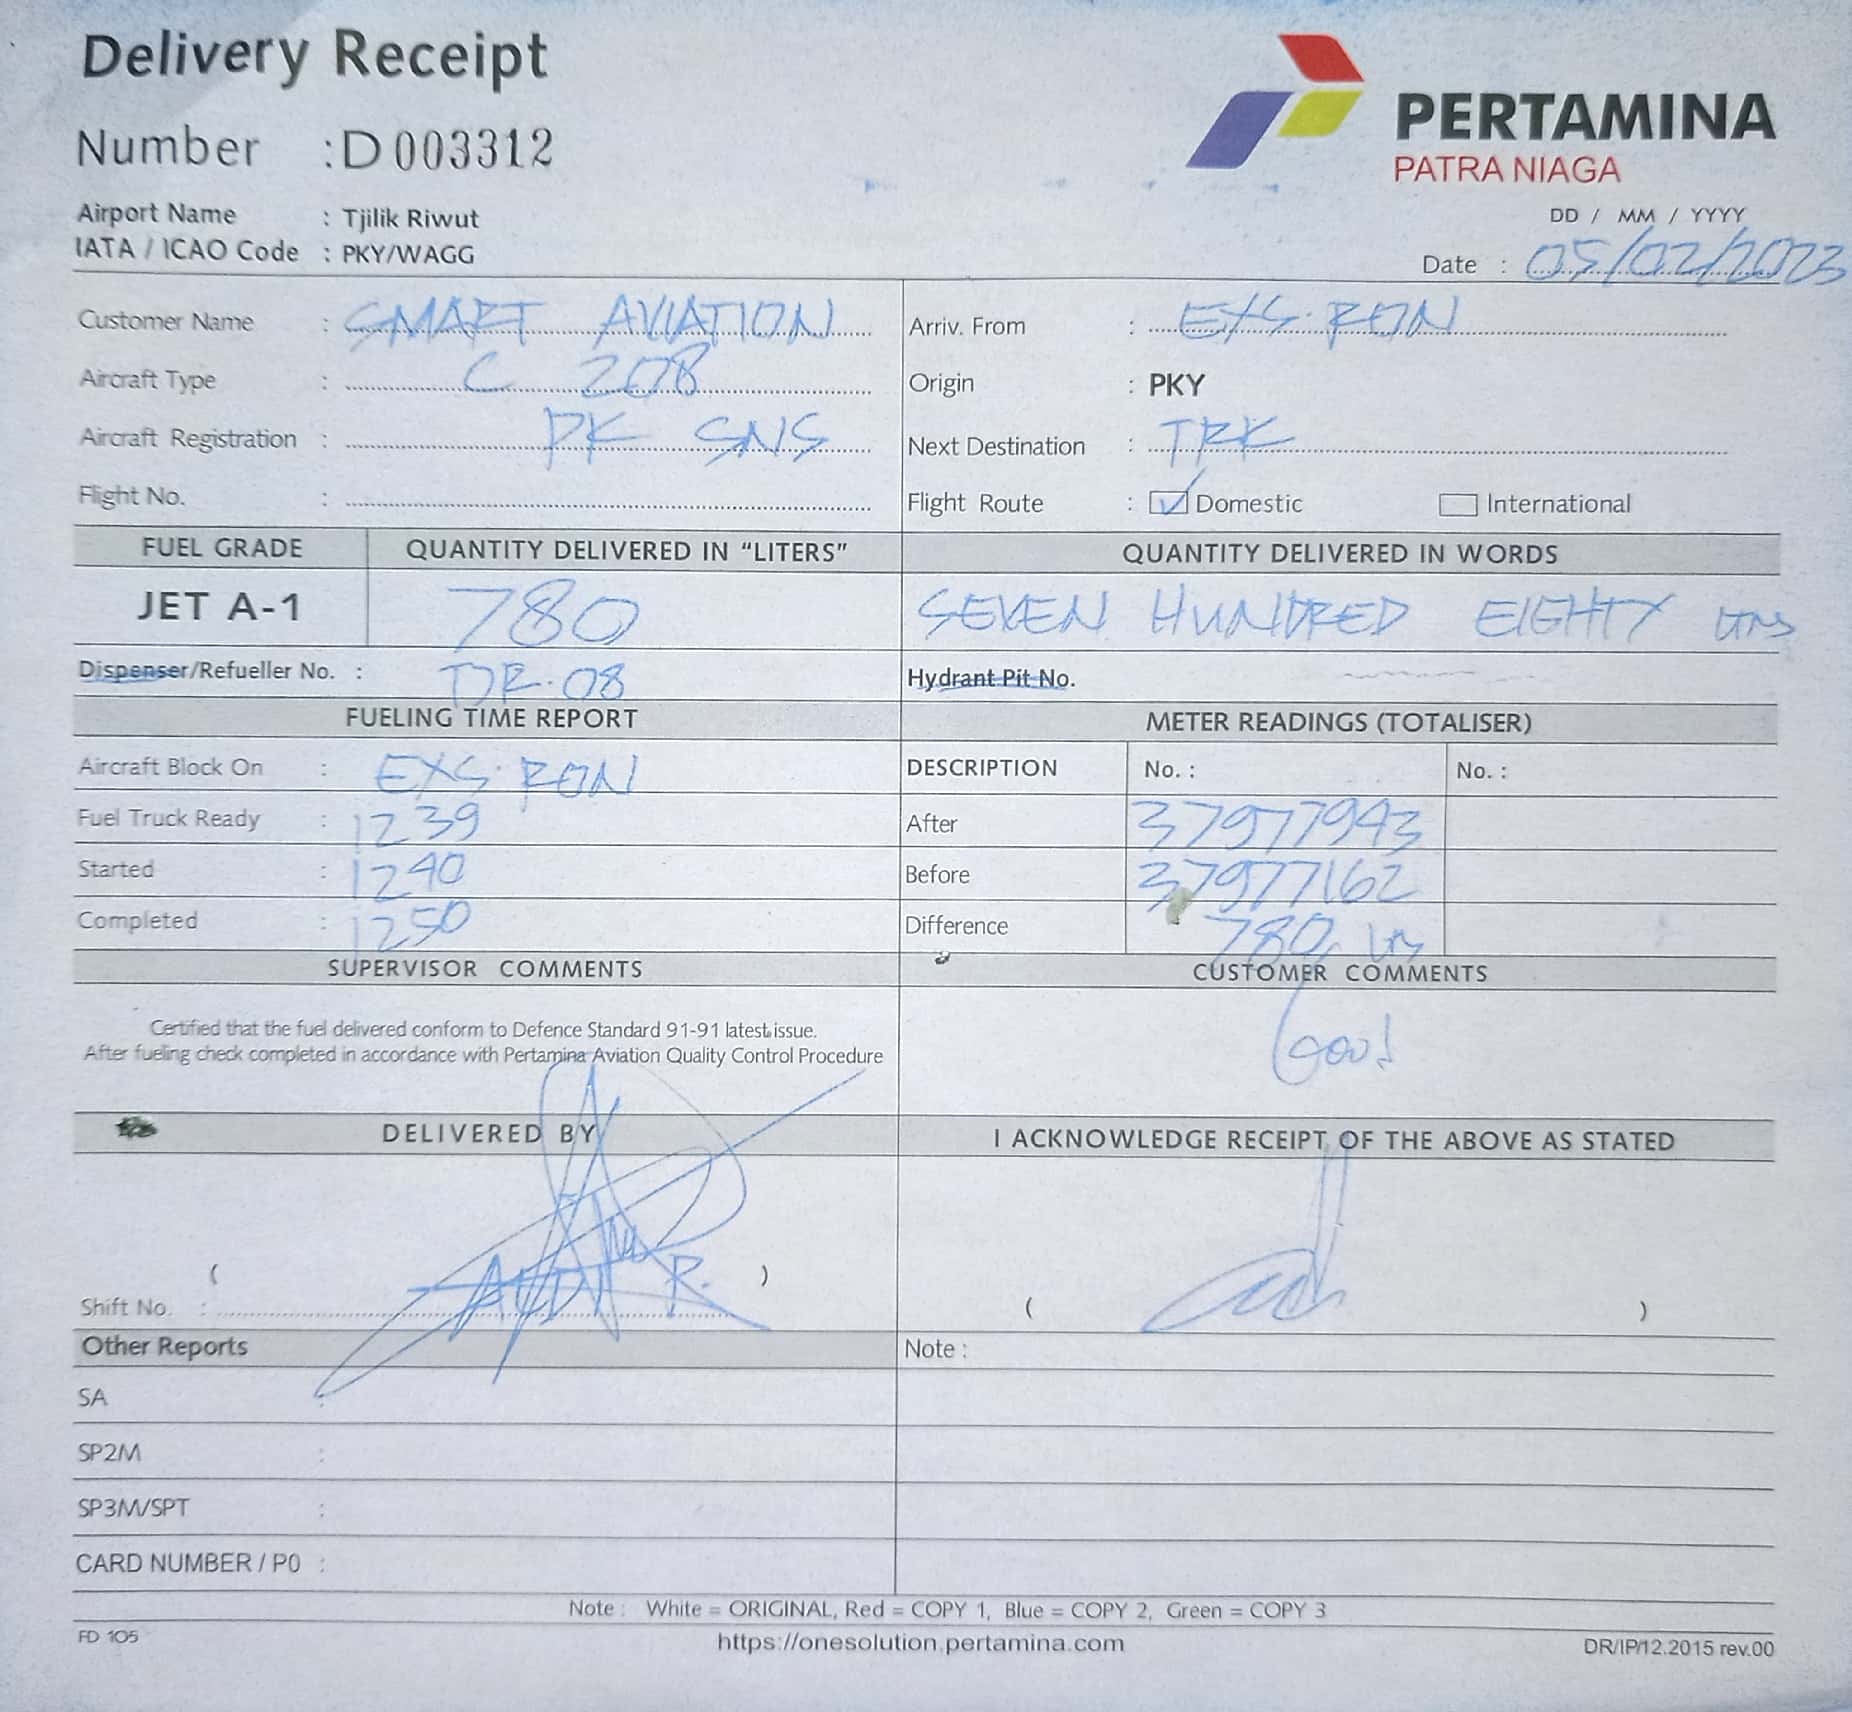 Delivery Receipt
Number : D 003312
PERTAMINA
PATRA NIAGA
Airport Name : Tjilik Riwut
IATA / ICAO Code : PKY/WAGG
DD / MM / YYYY
Date : 05/02/2023
Customer Name : SMART AVIATION
Aircraft Type : C 208
Aircraft Registration : PK SNS
Flight No. :
Arriv. From : EXS. RON
Origin : PKY
Next Destination : TRK
Flight Route : Domestic International
FUEL GRADE QUANTITY DELIVERED IN “LITERS” QUANTITY DELIVERED IN WORDS
JET A-1 780 SEVEN HUNDRED EIGHTY LTRS
Dispenser/Refueller No. : DR-08 Hydrant Pit No.
FUELING TIME REPORT METER READINGS (TOTALISER)
Aircraft Block On : EXS. RON DESCRIPTION No. : No. :
Fuel Truck Ready : 1239 After 37977943
Started : 1240 Before 37977162
Completed : 1250 Difference 780 Ltr
SUPERVISOR COMMENTS CUSTOMER COMMENTS
Certified that the fuel delivered conform to Defence Standard 91-91 latest issue.
After fueling check completed in accordance with Pertamina Aviation Quality Control Procedure
Good
DELIVERED BY I ACKNOWLEDGE RECEIPT OF THE ABOVE AS STATED
( )
Shift No. :
( )
Other Reports Note :
SA :
SP2M :
SP3M/SPT :
CARD NUMBER / P0 :
Note : White = ORIGINAL, Red = COPY 1, Blue = COPY 2, Green = COPY 3
FD 105 https://onesolution.pertamina.com DR/IP/12.2015 rev.00